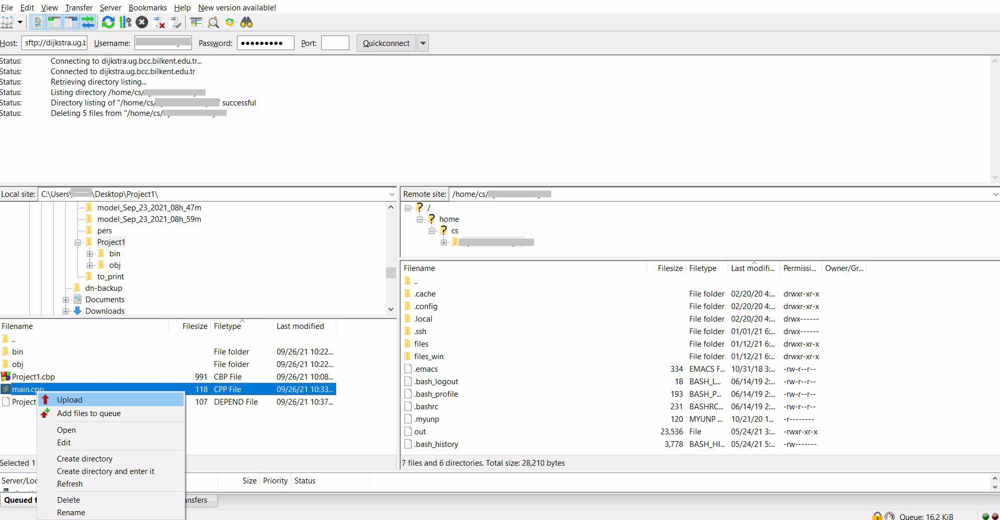 File Edit View Transfer Server Bookmarks Help New version available!
Host: sftp://dijkstra.ug.b Username: Password: ●●●●●●●●● Port: Quickconnect
Status: Connecting to dijkstra.ug.bcc.bilkent.edu.tr...
Status: Connected to dijkstra.ug.bcc.bilkent.edu.tr
Status: Retrieving directory listing...
Status: Listing directory /home/cs/
Status: Directory listing of "/home/cs/ " successful
Status: Deleting 5 files from "/home/cs/
Local site: C:\Users\ \Desktop\Project1\
model_Sep_23_2021_08h_47m
model_Sep_23_2021_08h_59m
pers
Project1
bin
obj
to_print
dn-backup
Documents
Downloads
Filename Filesize Filetype Last modified
..
bin File folder 09/26/21 10:22...
obj File folder 09/26/21 10:22...
Project1.cbp 991 CBP File 09/26/21 10:08...
main.cpp 118 CPP File 09/26/21 10:33...
Project 107 DEPEND File 09/26/21 10:37...
Upload
Add files to queue
Open
Edit
Create directory
Create directory and enter it
Refresh
Delete
Rename
Selected 1
Remote site: /home/cs/
/
home
cs
Filename Filesize Filetype Last modifi... Permissi... Owner/Gr...
..
.cache File folder 02/20/20 4:... drwxr-xr-x
.config File folder 02/20/20 4:... drwxr-xr-x
.local File folder 02/20/20 4:... drwx------
.ssh File folder 01/01/21 6:... drwx------
files File folder 01/12/21 6:... drwxr-xr-x
files_win File folder 01/12/21 6:... drwxr-xr-x
.emacs 334 EMACS F... 10/31/18 3:... -rw-r--r--
.bash_logout 18 BASH_L... 06/14/19 2:... -rw-r--r--
.bash_profile 193 BASH_P... 06/14/19 2:... -rw-r--r--
.bashrc 231 BASHRC... 06/14/19 2:... -rw-r--r--
.myunp 120 MYUNP ... 10/21/20 1... -r--------
out 23,536 File 05/24/21 3:... -rwxr-xr-x
.bash_history 3,778 BASH_HI... 05/24/21 5:... -rw-------
7 files and 6 directories. Total size: 28,210 bytes
Server/Loc Size Priority Status
Queued f ansfers
Queue: 16.2 KiB